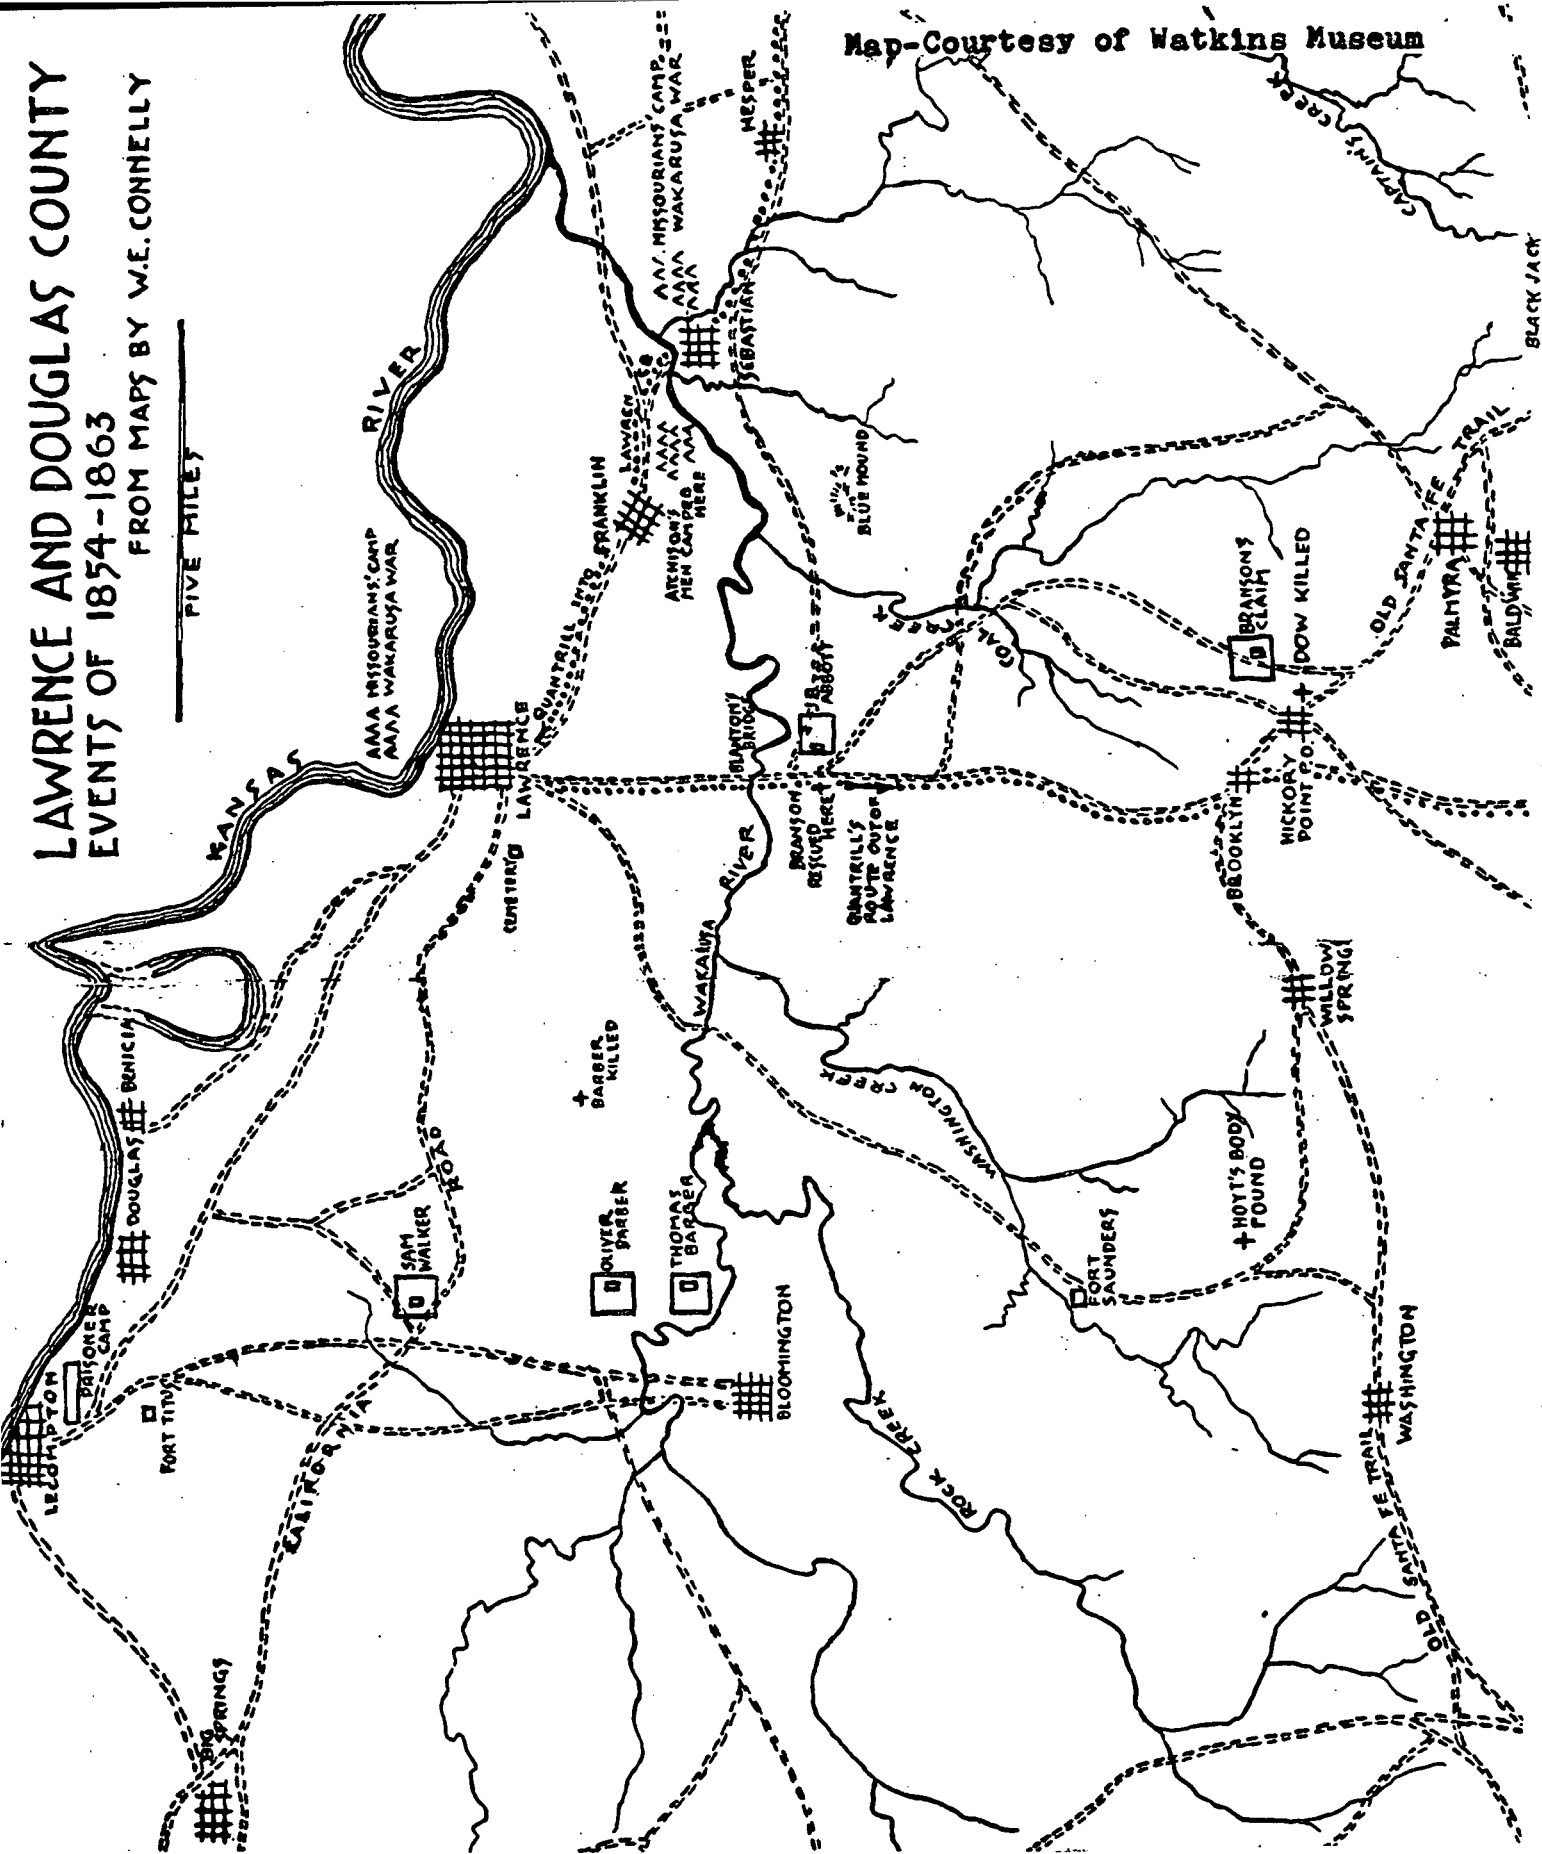 Map-Courtesy of Watkins Museum
LAWRENCE AND DOUGLAS COUNTY
EVENTS OF 1854-1863
FROM MAPS BY W.E. CONNELLY
FIVE MILES
BIG
SPRINGS
LECOMPTON
PRISONER
CAMP
FORT TITUS
DOUGLAS
BENICIA
KANSAS
RIVER
CALIFORNIA
ROAD
SAM
WALKER
CEMETERY
LAWRENCE
MISSOURIANS' CAMP
WAKARUSA WAR
QUANTRILL INTO
LAWREN
FRANKLIN
ATCHISON'S
MEN CAMPED
HERE
MISSOURIANS CAMP
WAKARUSA WAR
HESPER
SEBASTIAN
OLIVER
BARBER
THOMAS
BARBER
BARBER
KILLED
BLOOMINGTON
WAKARUSA
RIVER
BLANTON'S
BRIDGE
J.B.
ABBOTT
BLUE MOUND
BRANSON
RESCUED
HERE
QUANTRILL'S
ROUTE OUT OF
LAWRENCE
COAL
CREEK
WASHINGTON CREEK
ROCK CREEK
FORT
SAUNDERS
HOYT'S BODY
FOUND
BRANSON'S
CLAIM
DOW KILLED
BROOKLYN
HICKORY
POINT P.O.
WILLOW
SPRING
WASHINGTON
OLD SANTA FE TRAIL
OLD SANTA FE TRAIL
PALMYRA
BALDWIN
BLACK JACK
CAPTAIN'S CREEK